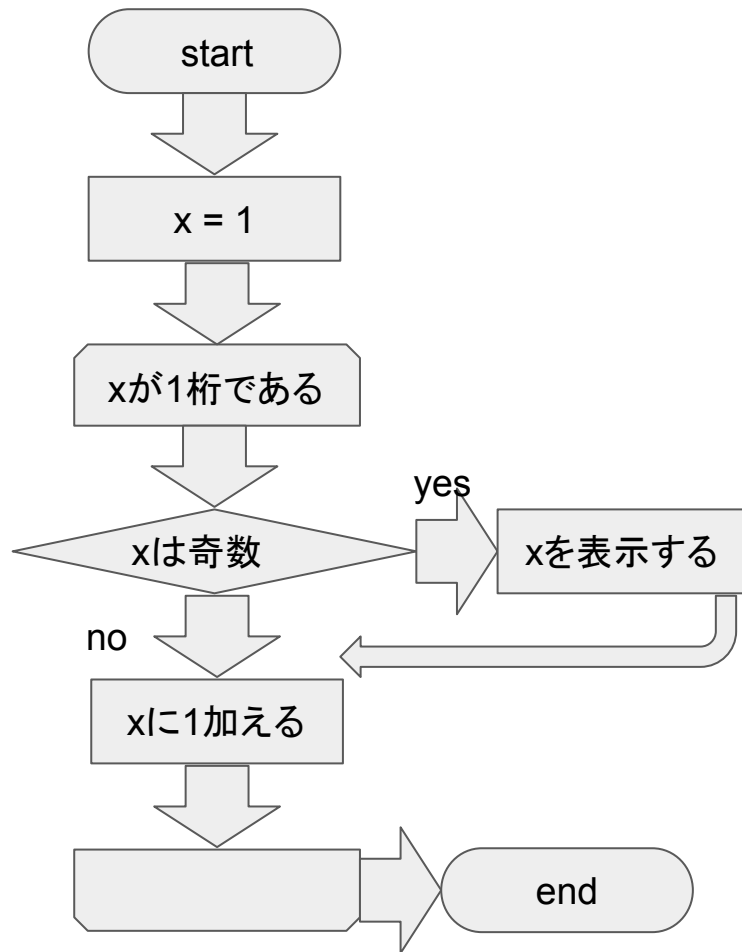 start
x = 1
xが1桁である
yes
xは奇数
xを表示する
no
xに1加える
end